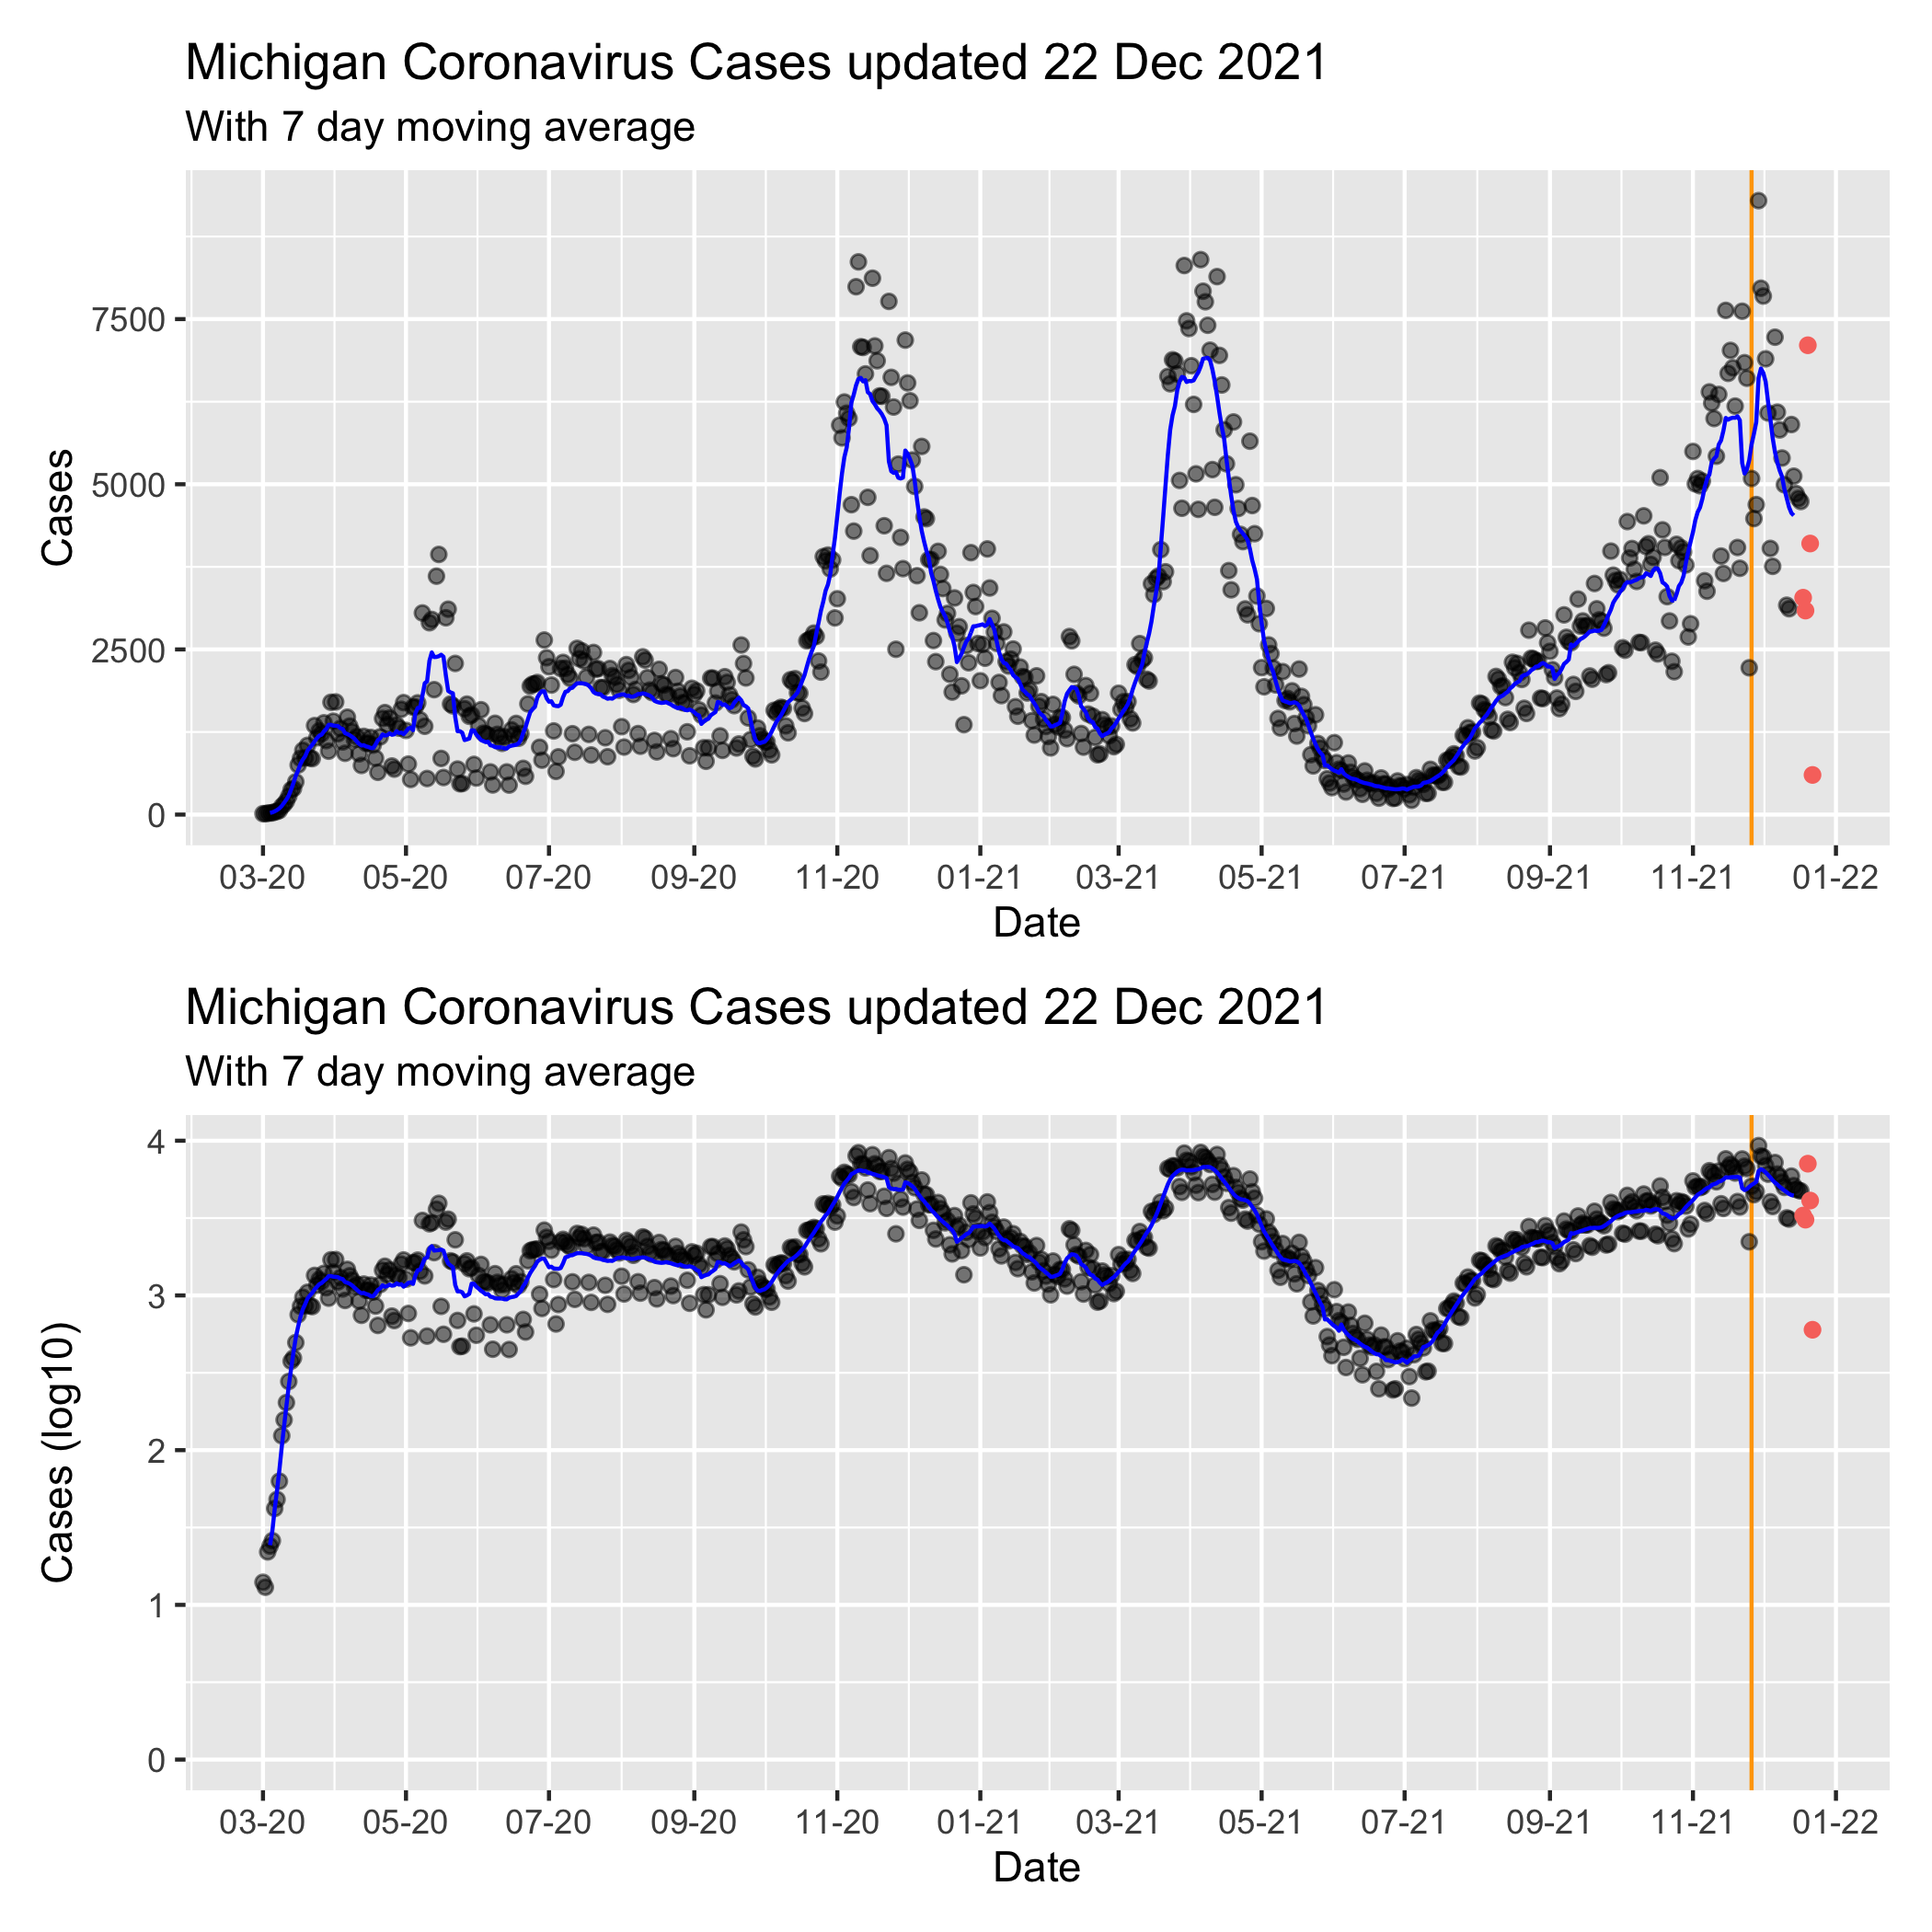 Michigan Coronavirus Cases updated 22 Dec 2021
With 7 day moving average
Cases
7500
5000
2500
0
03-20 05-20 07-20 09-20 11-20 01-21 03-21 05-21 07-21 09-21 11-21 01-22
Date
Michigan Coronavirus Cases updated 22 Dec 2021
With 7 day moving average
Cases (log10)
4
3
2
1
0
03-20 05-20 07-20 09-20 11-20 01-21 03-21 05-21 07-21 09-21 11-21 01-22
Date